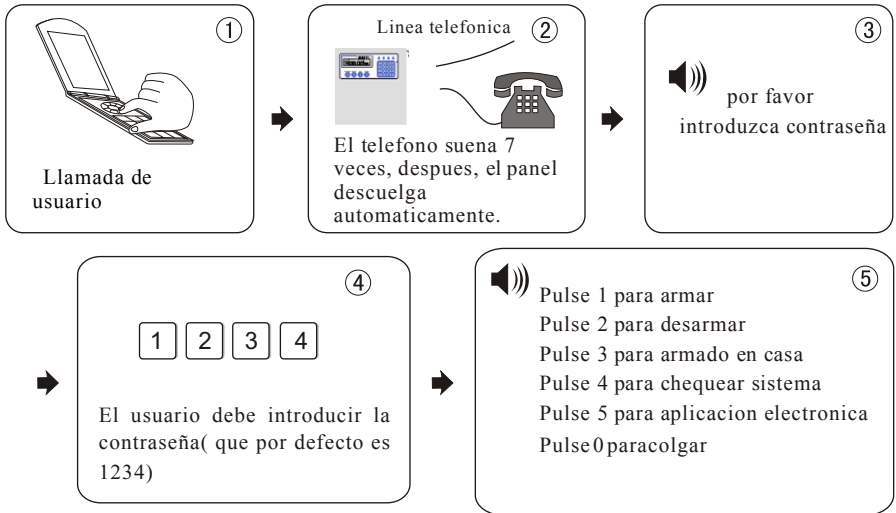 ①
Llamada de
usuario
Linea telefonica ②
El telefono suena 7
veces, despues, el panel
descuelga
automaticamente.
③
por favor
introduzca contraseña
④
1 2 3 4
El usuario debe introducir la
contraseña( que por defecto es
1234)
⑤
Pulse 1 para armar
Pulse 2 para desarmar
Pulse 3 para armado en casa
Pulse 4 para chequear sistema
Pulse 5 para aplicacion electronica
Pulse 0 paracolgar